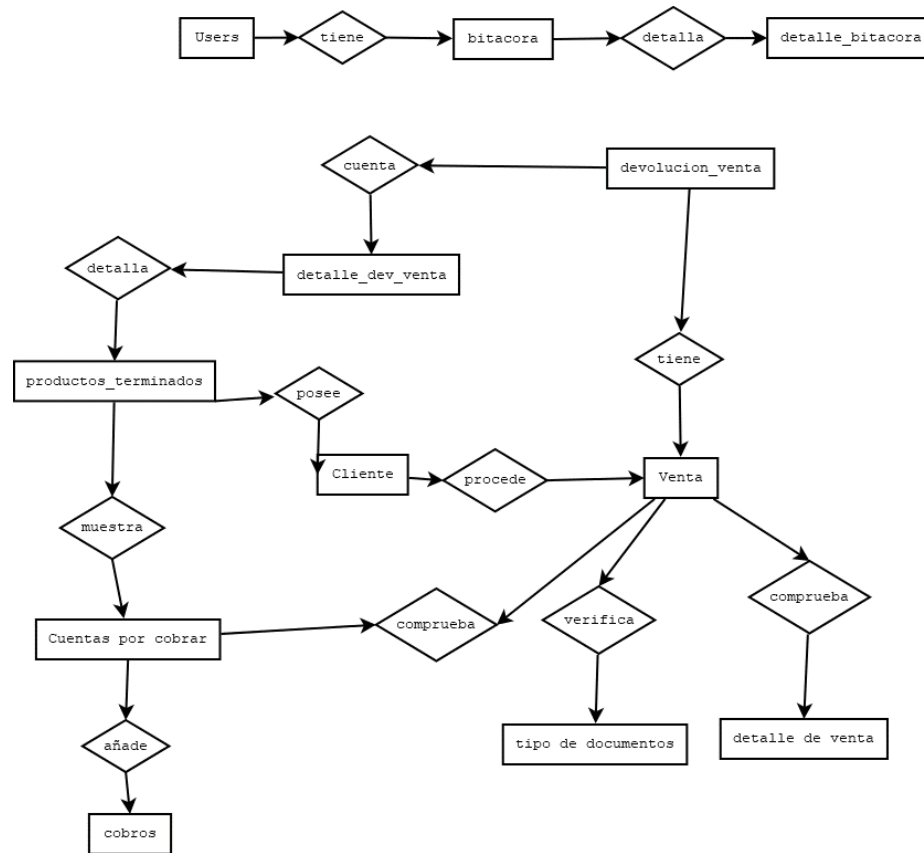 Users
tiene
bitacora
detalla
detalle_bitacora
cuenta
devolucion_venta
detalla
detalle_dev_venta
tiene
productos_terminados
posee
Cliente
procede
Venta
muestra
comprueba
Cuentas por cobrar
comprueba
verifica
añade
tipo de documentos
detalle de venta
cobros